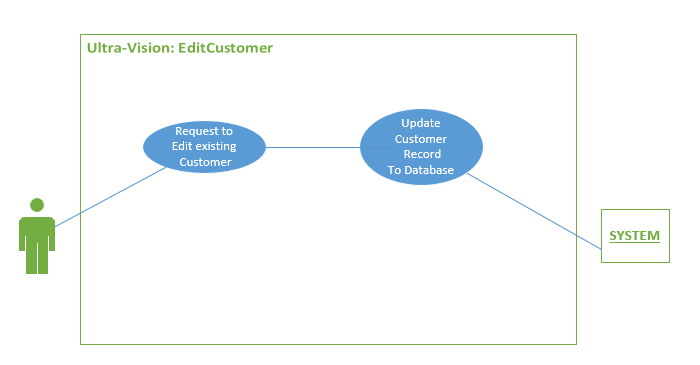 Ultra-Vision: EditCustomer
Request to
Edit existing
Customer
Update
Customer
Record
To Database
SYSTEM